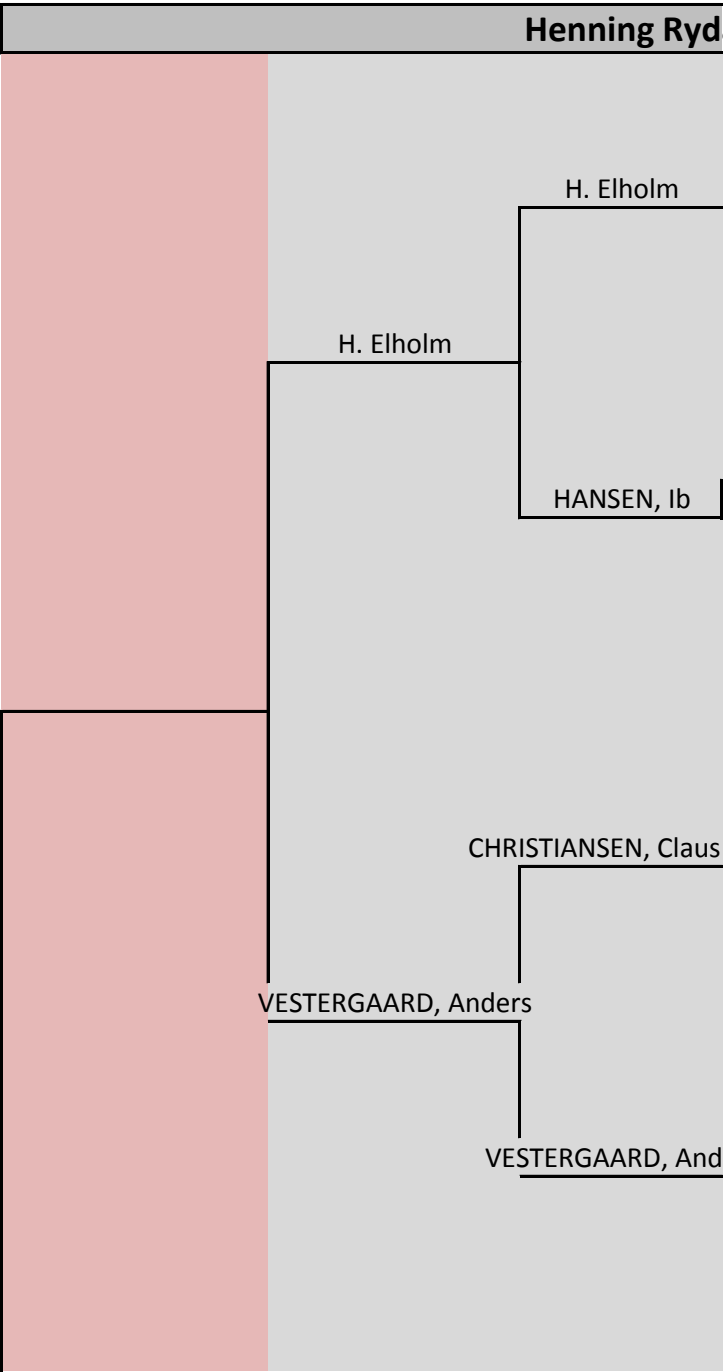 Henning Ryd
H. Elholm
H. Elholm
HANSEN, Ib
CHRISTIANSEN, Claus
VESTERGAARD, Anders
VESTERGAARD, And